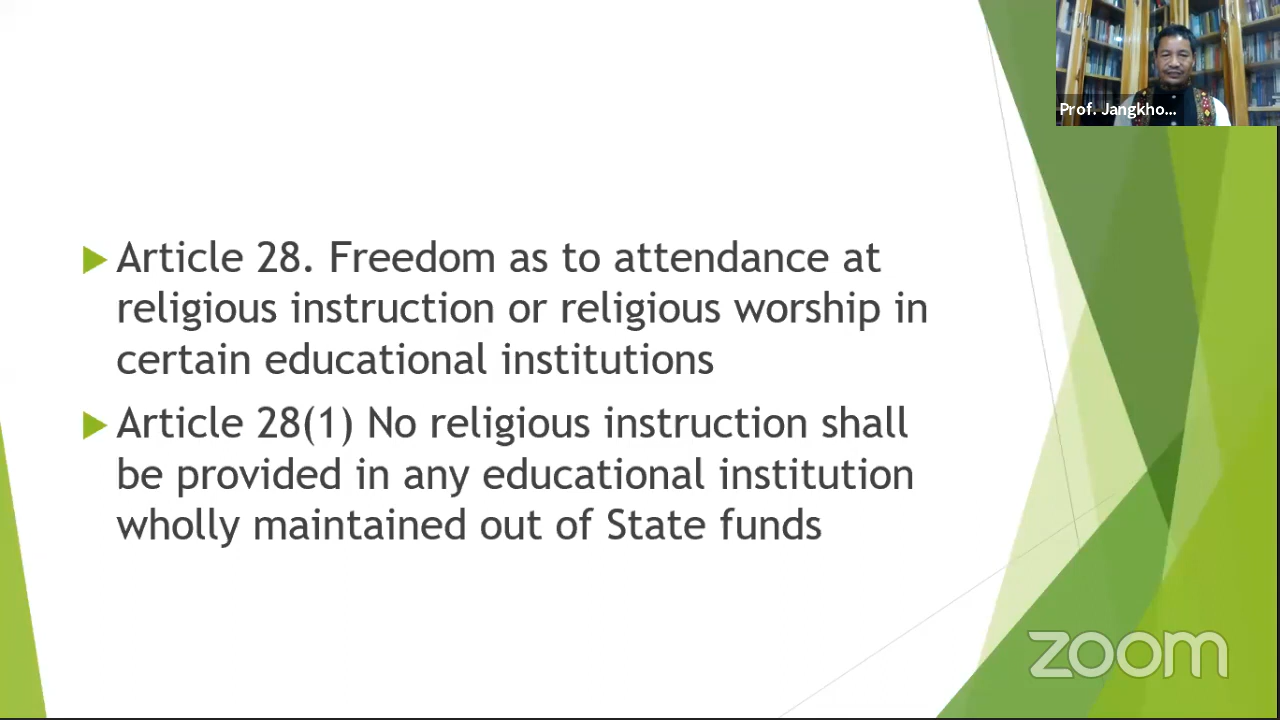 Prof. Jangkho...
Article 28. Freedom as to attendance at
religious instruction or religious worship in
certain educational institutions
Article 28(1) No religious instruction shall
be provided in any educational institution
wholly maintained out of State funds
zoom